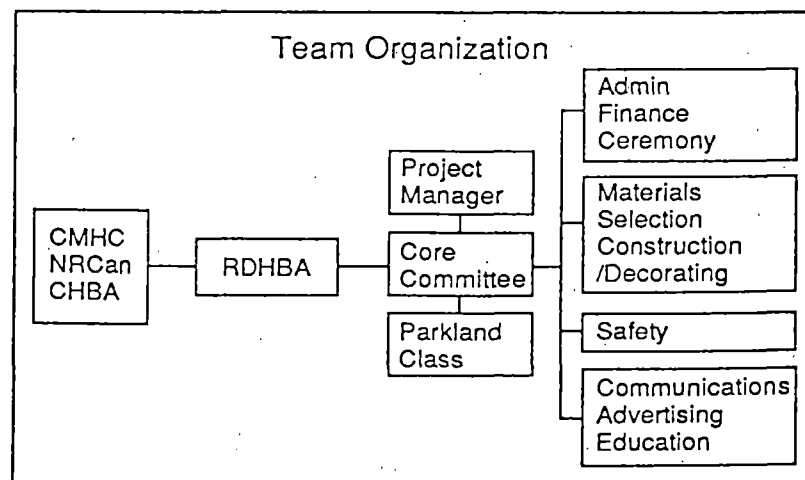 Team Organization
CMHC
NRCan
CHBA
RDHBA
Project
Manager
Core
Committee
Parkland
Class
Admin
Finance
Ceremony
Materials
Selection
Construction
/Decorating
Safety
Communications
Advertising
Education